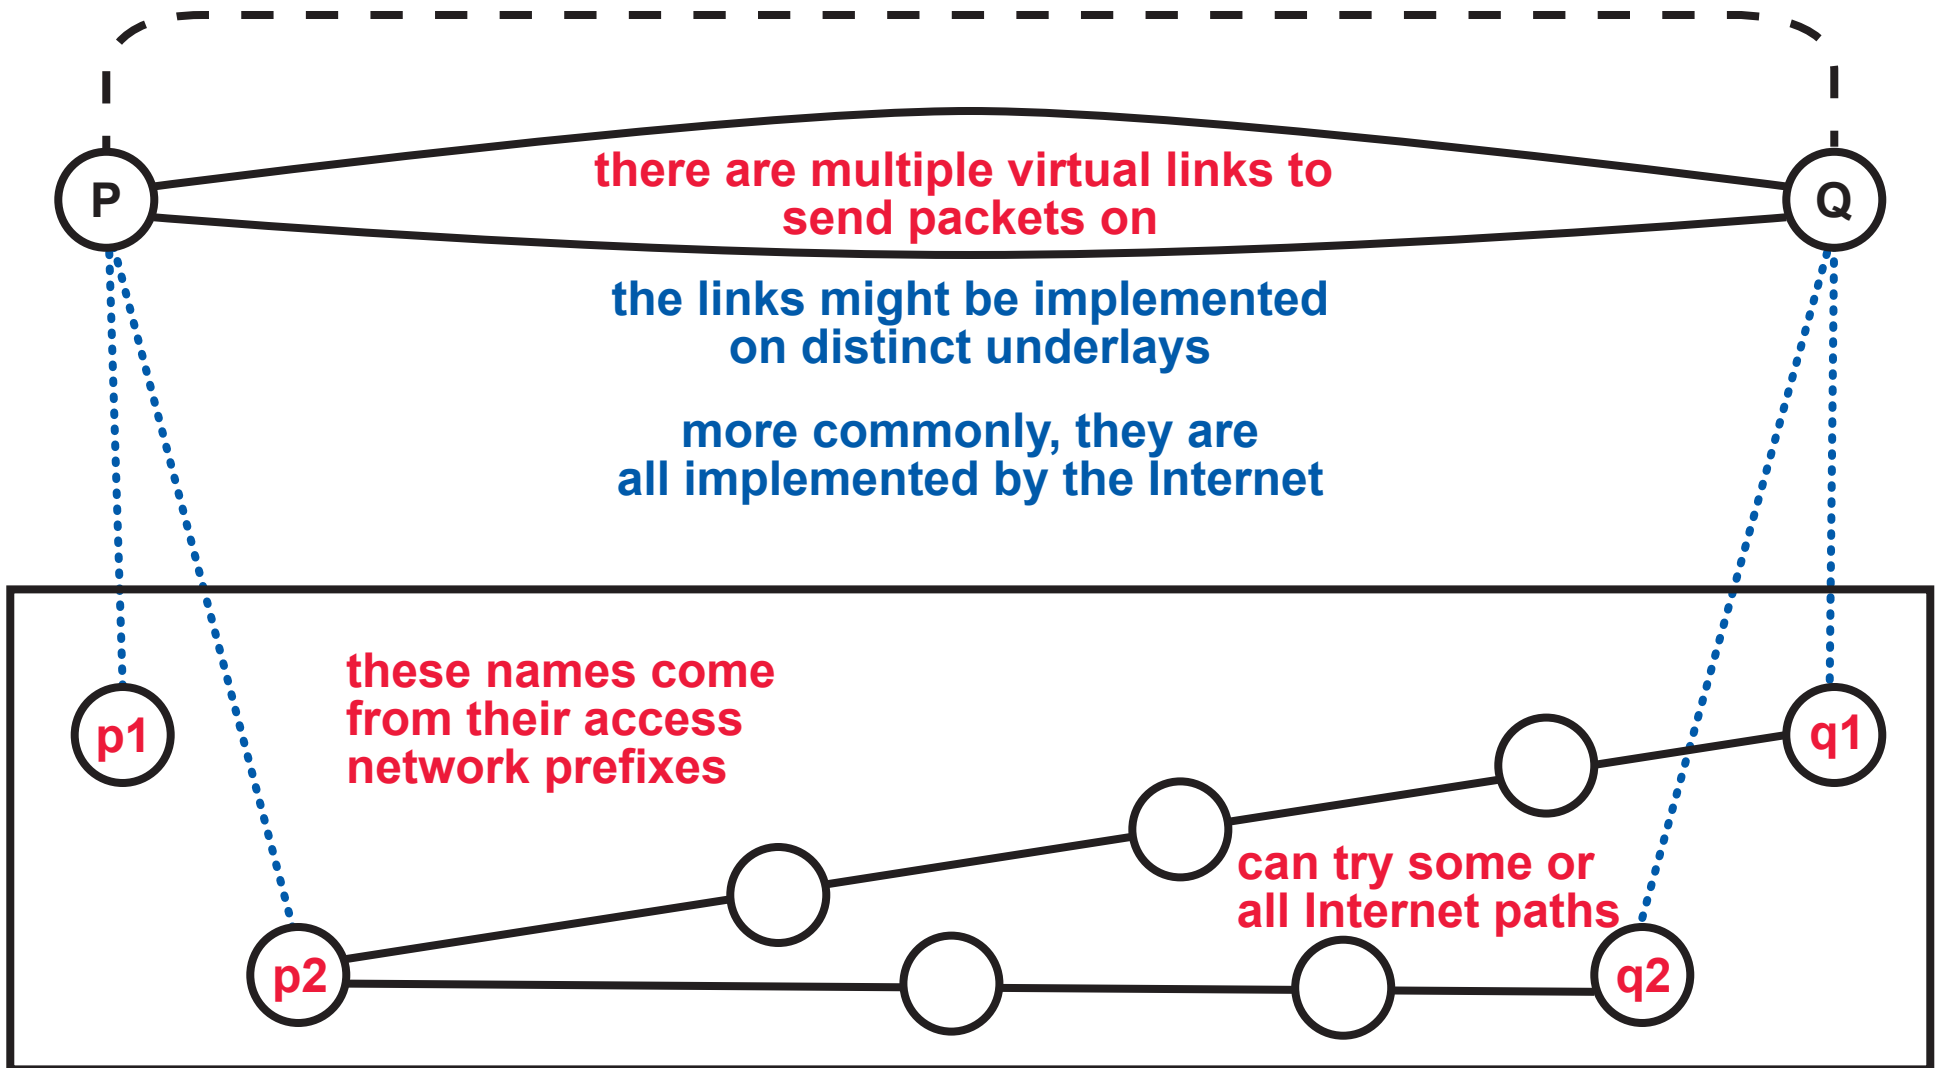 P
there are multiple virtual links to
send packets on
Q
the links might be implemented
on distinct underlays
more commonly, they are
all implemented by the Internet
these names come
from their access
network prefixes
p1
q1
can try some or
all Internet paths
p2
q2